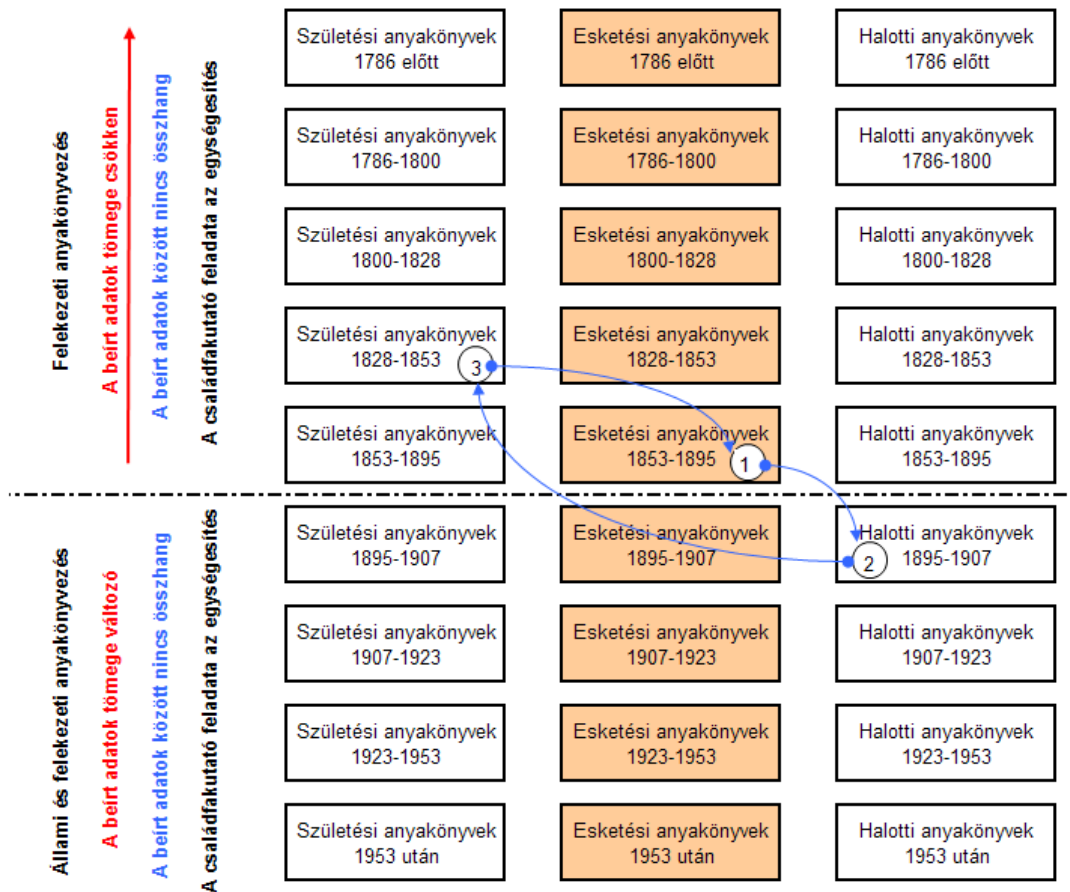 Felekezeti anyakönyvezés
A beírt adatok tömege csökken
A beírt adatok között nincs összhang
A családfakutató feladata az egységesítés
Születési anyakönyvek
1786 előtt
Esketési anyakönyvek
1786 előtt
Halotti anyakönyvek
1786 előtt
Születési anyakönyvek
1786-1800
Esketési anyakönyvek
1786-1800
Halotti anyakönyvek
1786-1800
Születési anyakönyvek
1800-1828
Esketési anyakönyvek
1800-1828
Halotti anyakönyvek
1800-1828
Születési anyakönyvek
1828-1853
3
Esketési anyakönyvek
1828-1853
Halotti anyakönyvek
1828-1853
Születési anyakönyvek
1853-1895
Esketési anyakönyvek
1853-1895
1
Halotti anyakönyvek
1853-1895
Állami és felekezeti anyakönyvezés
A beírt adatok tömege változó
A beírt adatok között nincs összhang
A családfakutató feladata az egységesítés
Születési anyakönyvek
1895-1907
Esketési anyakönyvek
1895-1907
Halotti anyakönyvek
1895-1907
2
Születési anyakönyvek
1907-1923
Esketési anyakönyvek
1907-1923
Halotti anyakönyvek
1907-1923
Születési anyakönyvek
1923-1953
Esketési anyakönyvek
1923-1953
Halotti anyakönyvek
1923-1953
Születési anyakönyvek
1953 után
Esketési anyakönyvek
1953 után
Halotti anyakönyvek
1953 után